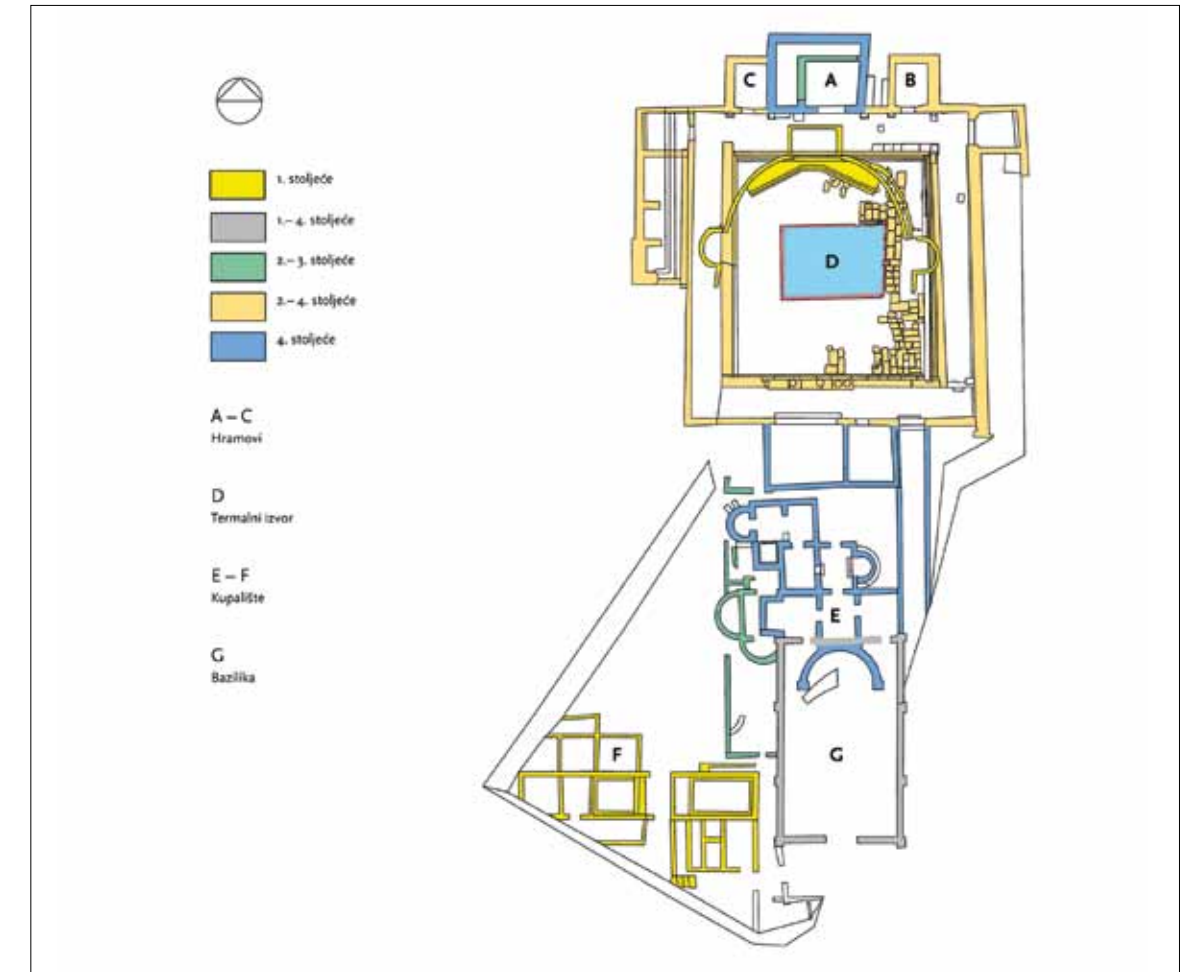 1. stoljeće
1.– 4. stoljeće
2.– 3. stoljeće
2.– 4. stoljeće
4. stoljeće
A – C
Hramovi
D
Termalni izvor
E – F
Kupalište
G
Bazilika
C
A
B
D
E
F
G